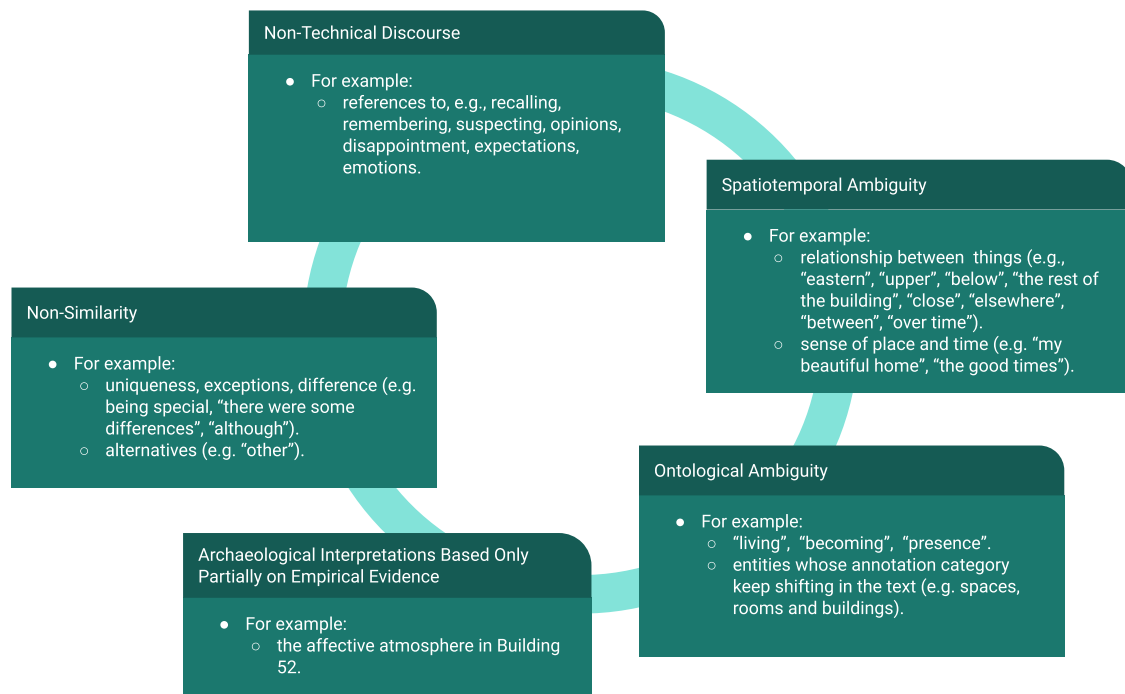 Non-Technical Discourse
● For example:
○ references to, e.g., recalling,
remembering, suspecting, opinions,
disappointment, expectations,
emotions.
Spatiotemporal Ambiguity
● For example:
○ relationship between things (e.g.,
“eastern”, “upper”, “below”, “the rest of
the building”, “close”, “elsewhere”,
“between”, “over time”).
○ sense of place and time (e.g. “my
beautiful home”, “the good times”).
Ontological Ambiguity
● For example:
○ “living”, “becoming”, “presence”.
○ entities whose annotation category
keep shifting in the text (e.g. spaces,
rooms and buildings).
Archaeological Interpretations Based Only
Partially on Empirical Evidence
● For example:
○ the affective atmosphere in Building
52.
Non-Similarity
● For example:
○ uniqueness, exceptions, difference (e.g.
being special, “there were some
differences”, “although”).
○ alternatives (e.g. “other”).